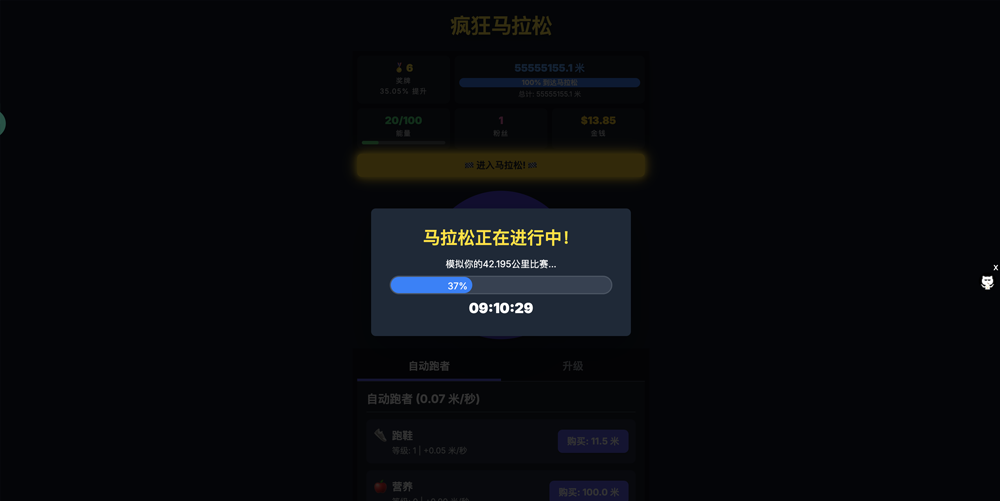 疯狂马拉松
6
奖牌
35.05% 提升
55555155.1 米
100% 到达马拉松
总计: 55555155.1 米
20/100
能量
1
粉丝
$13.85
金钱
进入马拉松!
马拉松正在进行中!
模拟你的42.195公里比赛...
37%
09:10:29
x
自动跑者
升级
自动跑者 (0.07 米/秒)
跑鞋
等级: 1 | +0.05 米/秒
购买: 11.5 米
营养
购买: 100.0 米